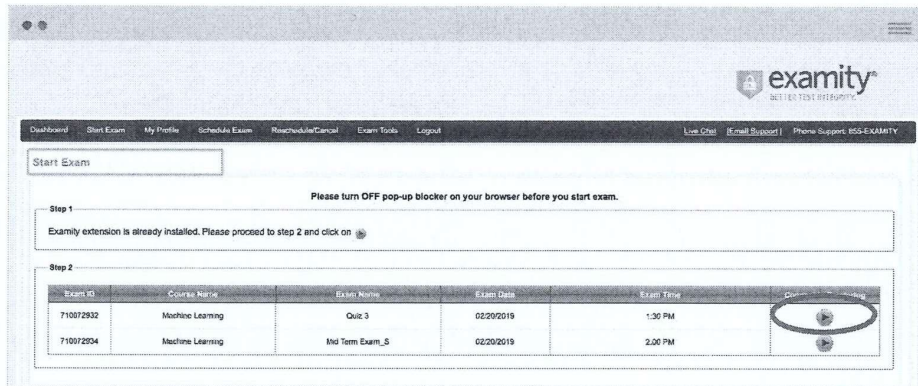 examity®
BETTER TEST INTEGRITY.
Dashboard Start Exam My Profile Schedule Exam Reschedule/Cancel Exam Tools Logout Live Chat |Email Support | Phone Support: 855-EXAMITY
Start Exam
Please turn OFF pop-up blocker on your browser before you start exam.
Step 1
Examity extension is already installed. Please proceed to step 2 and click on
Step 2
Exam ID Course Name Exam Name Exam Date Exam Time
710072932 Machine Learning Quiz 3 02/20/2019 1:30 PM
710072934 Machine Learning Mid Term Exam_S 02/20/2019 2:00 PM